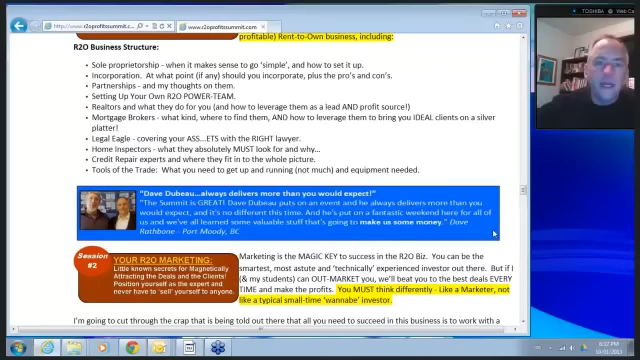 TOSHIBA Web Ca
http://www.r2oprofitssummit.com/
www.r2oprofitssummit.com
profitable) Rent-to-Own business, including:
R2O Business Structure:
• Sole proprietorship - when it makes sense to go 'simple', and how to set it up.
• Incorporation. At what point (if any) should you incorporate, plus the pros and con's.
• Partnerships - and my thoughts on them.
• Setting Up Your Own R2O POWER-TEAM.
• Realtors and what they do for you (and how to leverage them as a lead AND profit source!)
• Mortgage Brokers - what kind, where to find them, AND how to leverage them to bring you IDEAL clients on a silver
platter!
• Legal Eagle - covering your ASS...ETS with the RIGHT lawyer.
• Home Inspectors - what they absolutely MUST look for and why...
• Credit Repair experts and where they fit in to the whole picture.
• Tools of the Trade: What you need to get up and running (not much) and equipment needed.
"Dave Dubeau...always delivers more than you would expect!"
"The Summit is GREAT! Dave Dubeau puts on an event and he always delivers more than you
would expect, and it's no different this time. And he's put on a fantastic weekend here for all of
us and we've all learned some valuable stuff that's going to make us some money. Dave
Rathbone - Port Moody, BC
Session
#2
YOUR R2O MARKETING:
Little known secrets for Magnetically
Attracting the Deals and the Clients!
Position yourself as the expert and
never have to 'sell' yourself to anyone.
Marketing is the MAGIC KEY to success in the R2O Biz. You can be the
smartest, most astute and 'technically' experienced investor out there. But if I
(& my students) can OUT-MARKET you, we'll beat you to the best deals EVERY
TIME and make the profits. You MUST think differently - Like a Marketer, not
like a typical small-time 'wannabe' investor.
I'm going to cut through the crap that is being told out there that all you need to succeed in this business is to work with a
6:12 PM